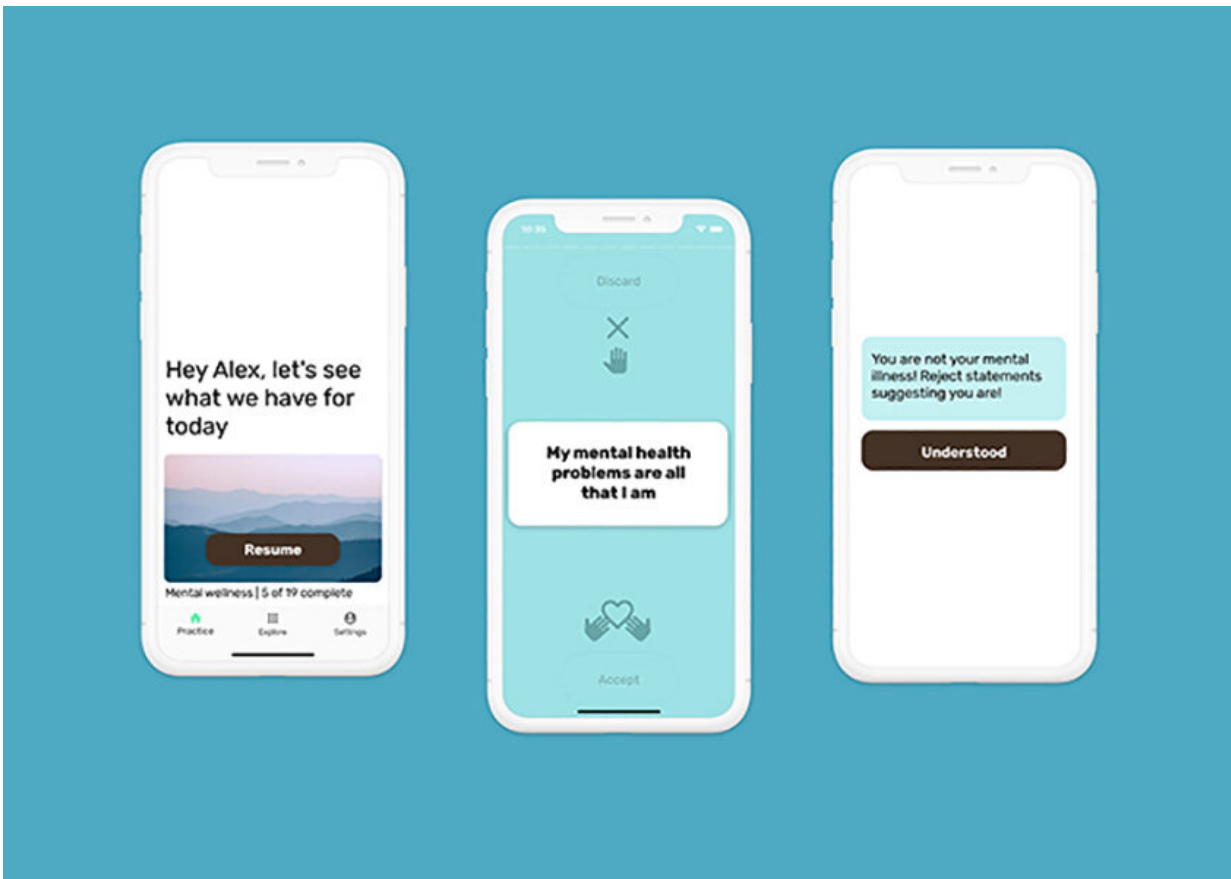 Hey Alex, let's see
what we have for
today
Resume
Mental wellness | 5 of 19 complete
Practice
Explore
Settings
10:35
Discard
My mental health
problems are all
that I am
Accept
You are not your mental
illness! Reject statements
suggesting you are!
Understood